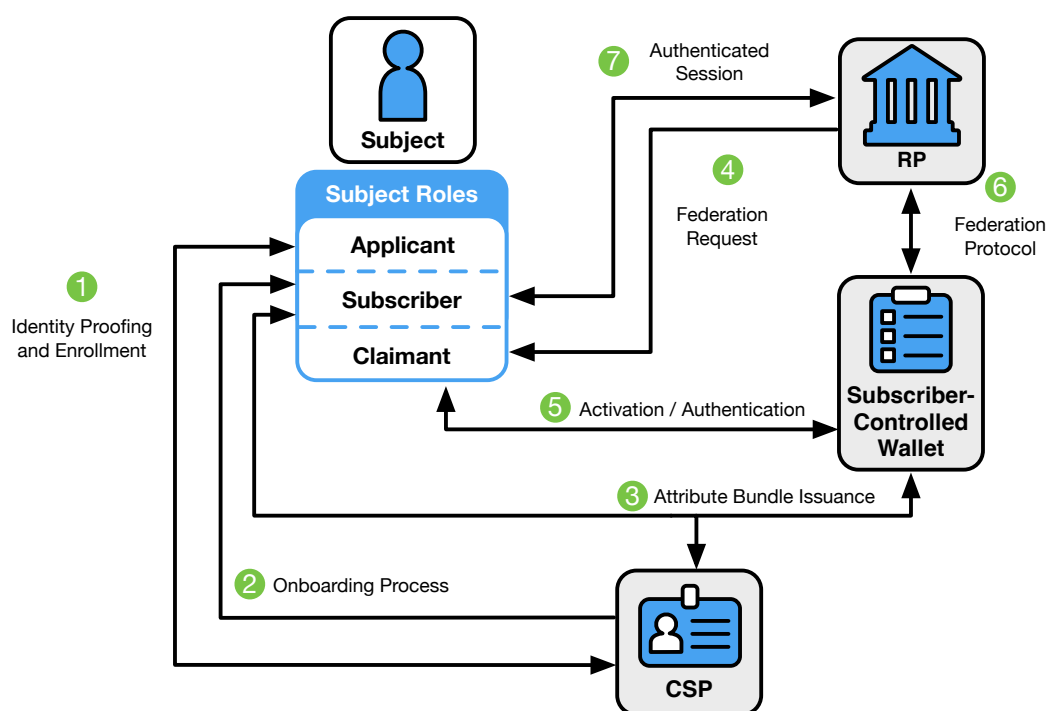 Subject
Subject Roles
Applicant
Subscriber
Claimant
1
Identity Proofing
and Enrollment
2 Onboarding Process
3 Attribute Bundle Issuance
4
Federation
Request
5 Activation / Authentication
6
Federation
Protocol
7 Authenticated
Session
RP
Subscriber-
Controlled
Wallet
CSP